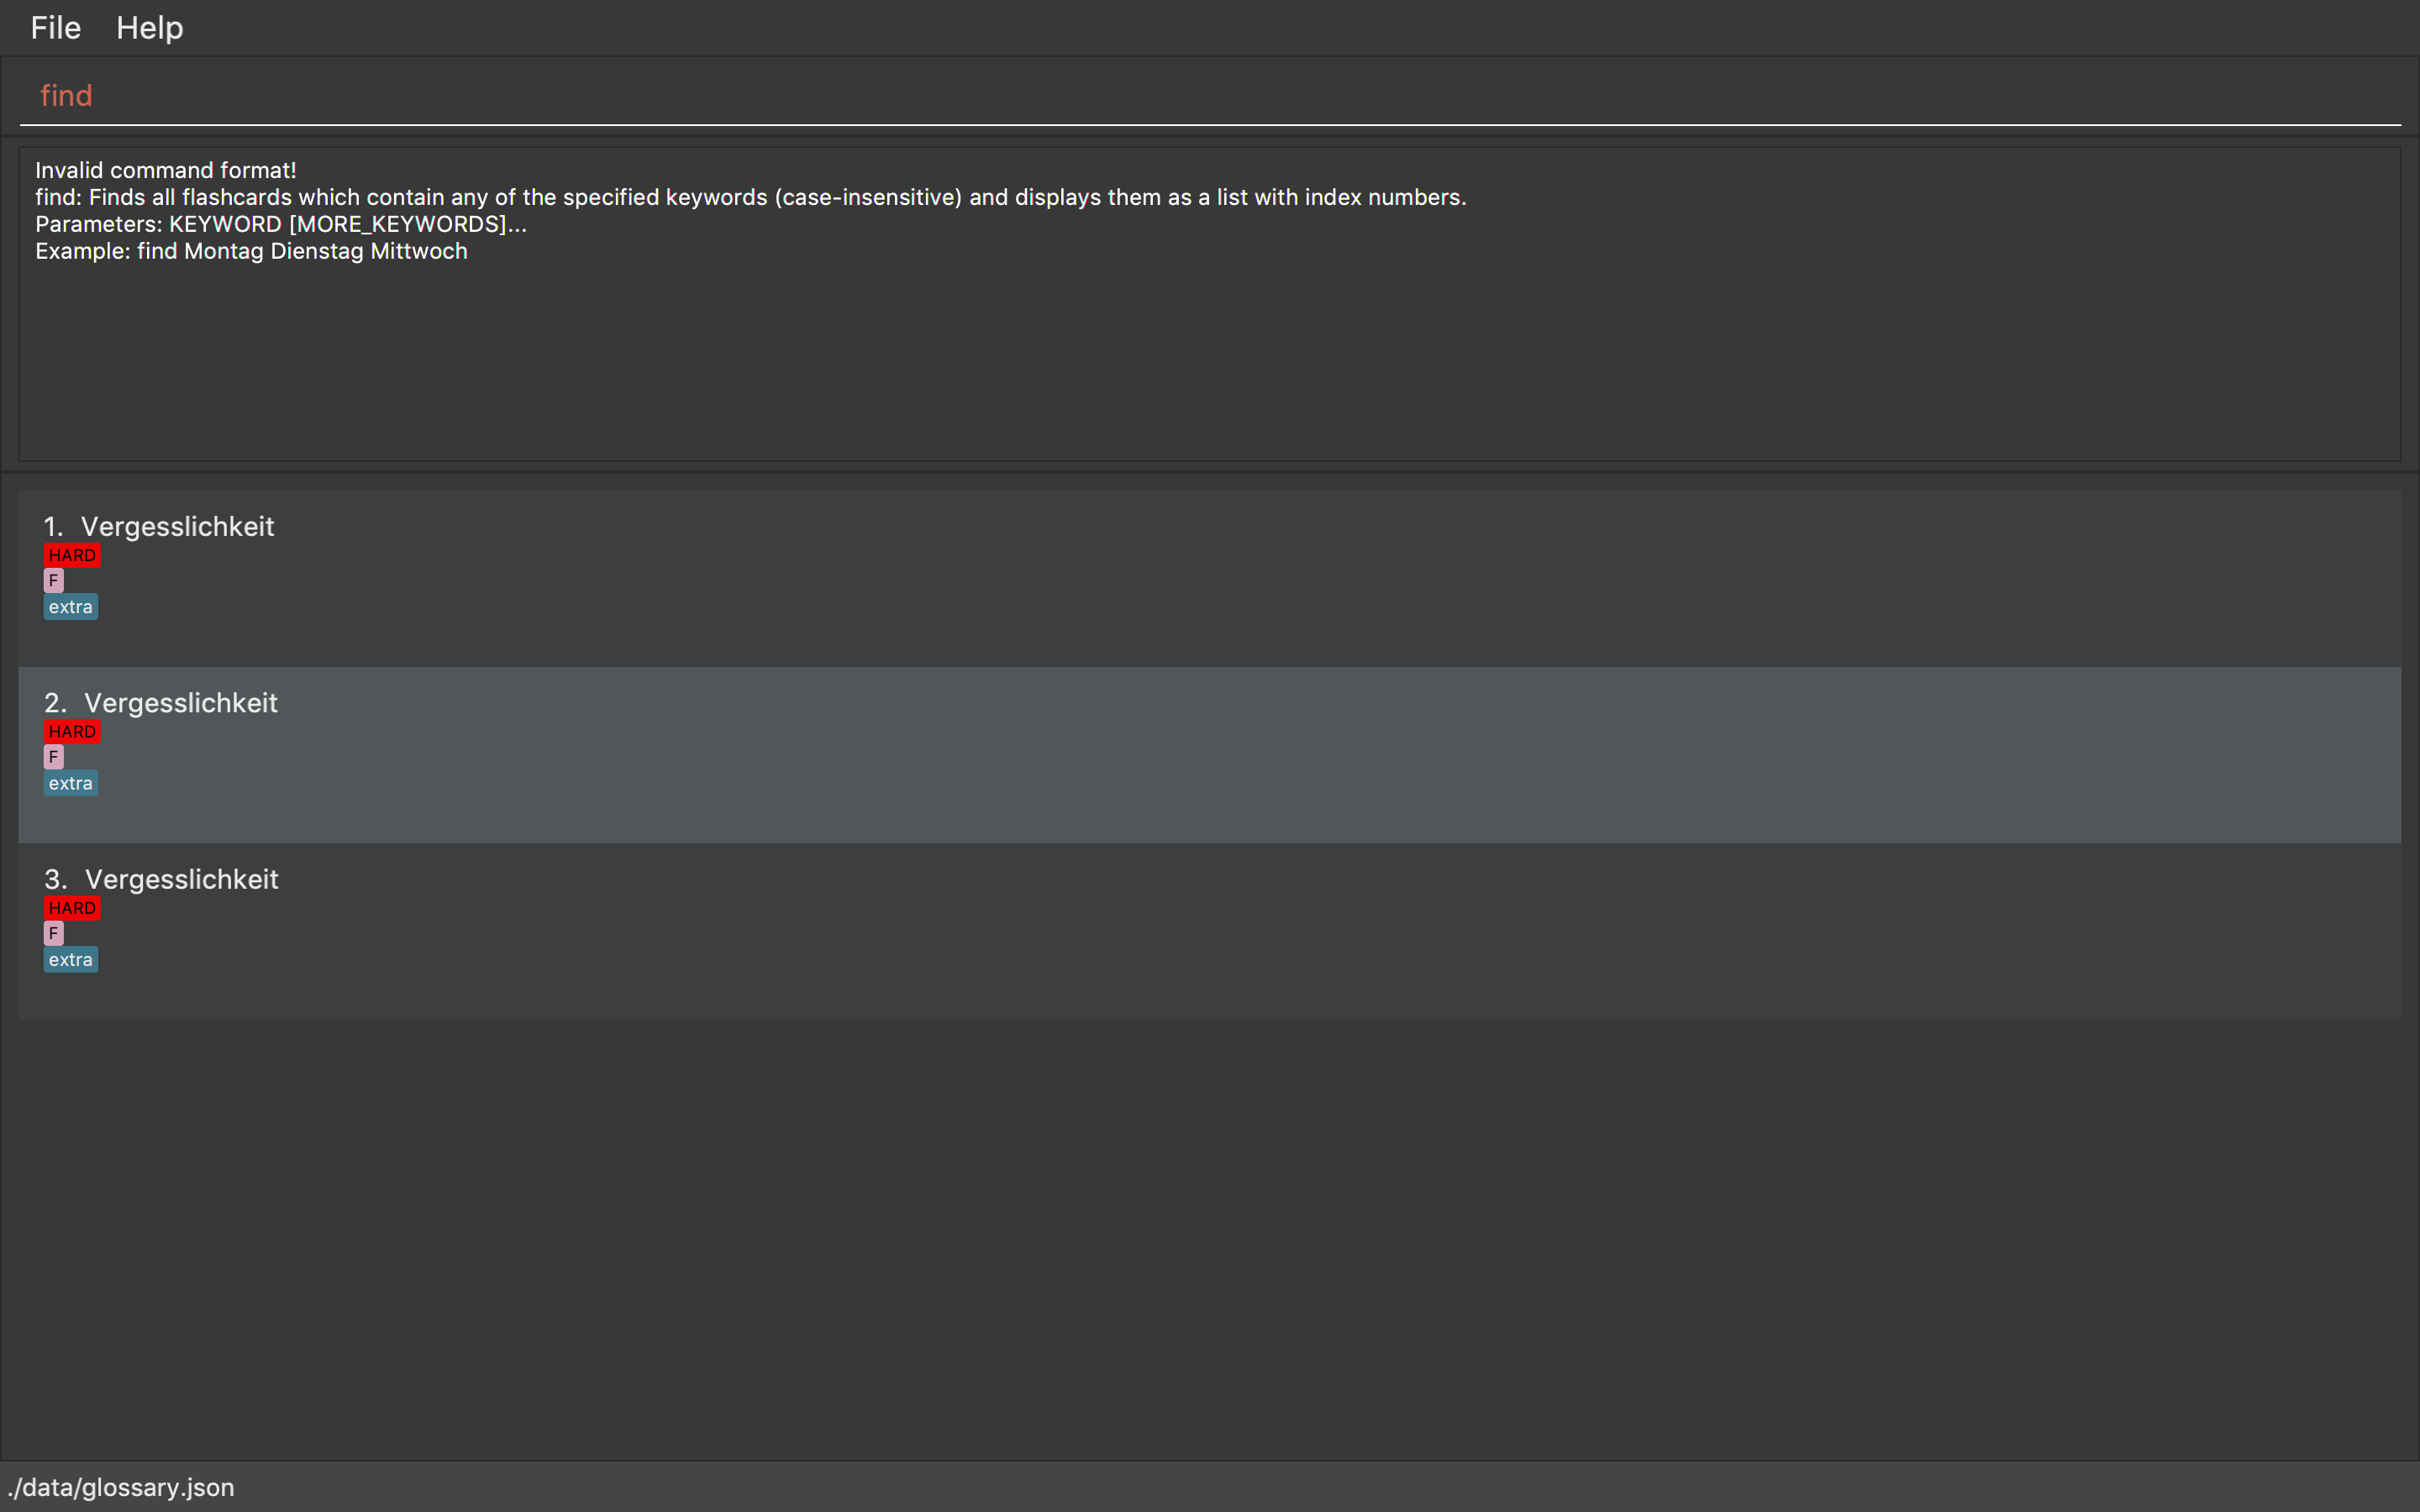 File Help
find
Invalid command format!
find: Finds all flashcards which contain any of the specified keywords (case-insensitive) and displays them as a list with index numbers.
Parameters: KEYWORD [MORE_KEYWORDS]...
Example: find Montag Dienstag Mittwoch
1. Vergesslichkeit
HARD
F
extra
2. Vergesslichkeit
HARD
F
extra
3. Vergesslichkeit
HARD
F
extra
./data/glossary.json